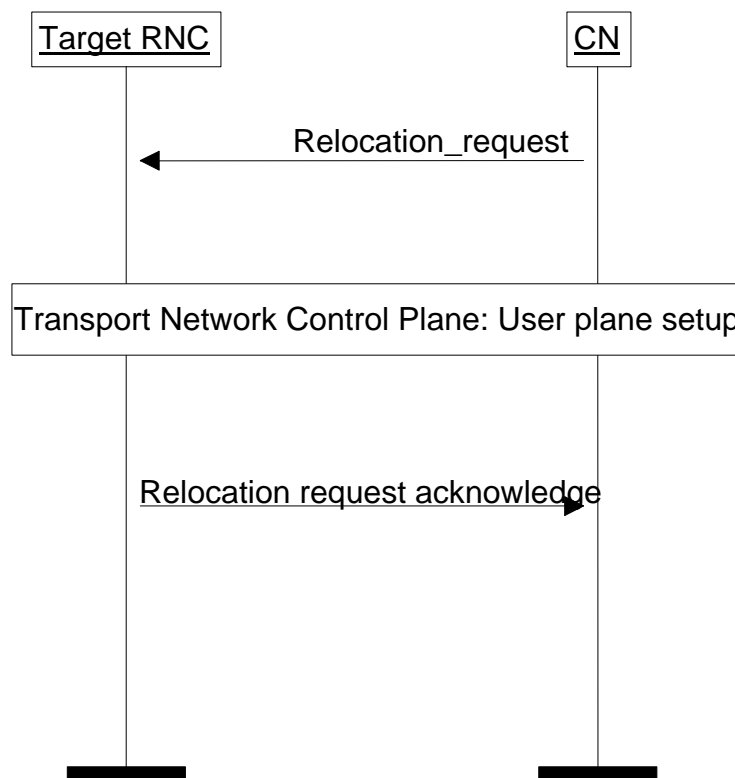 Target RNC
CN
Relocation_request
Transport Network Control Plane: User plane setup
Relocation request acknowledge